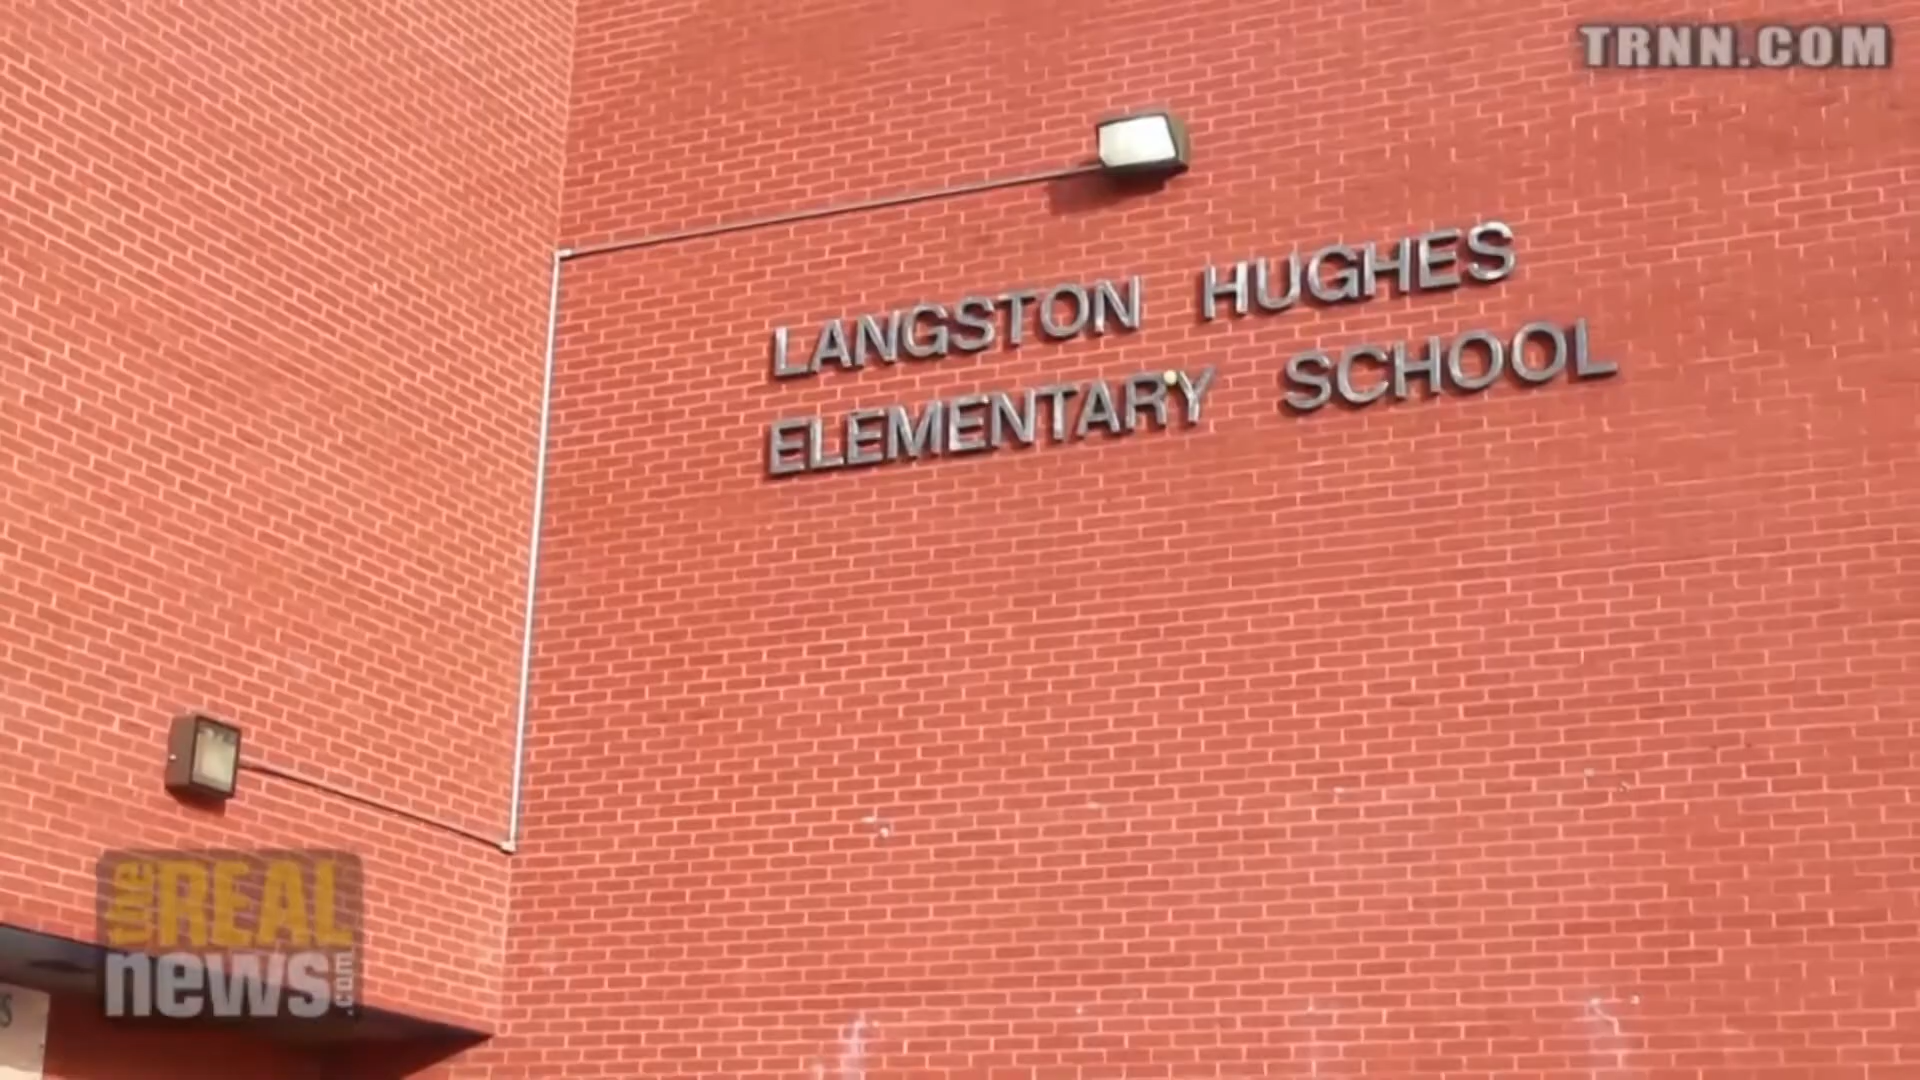 TRNN.COM
LANGSTON HUGHES
ELEMENTARY SCHOOL
the REAL
news.com